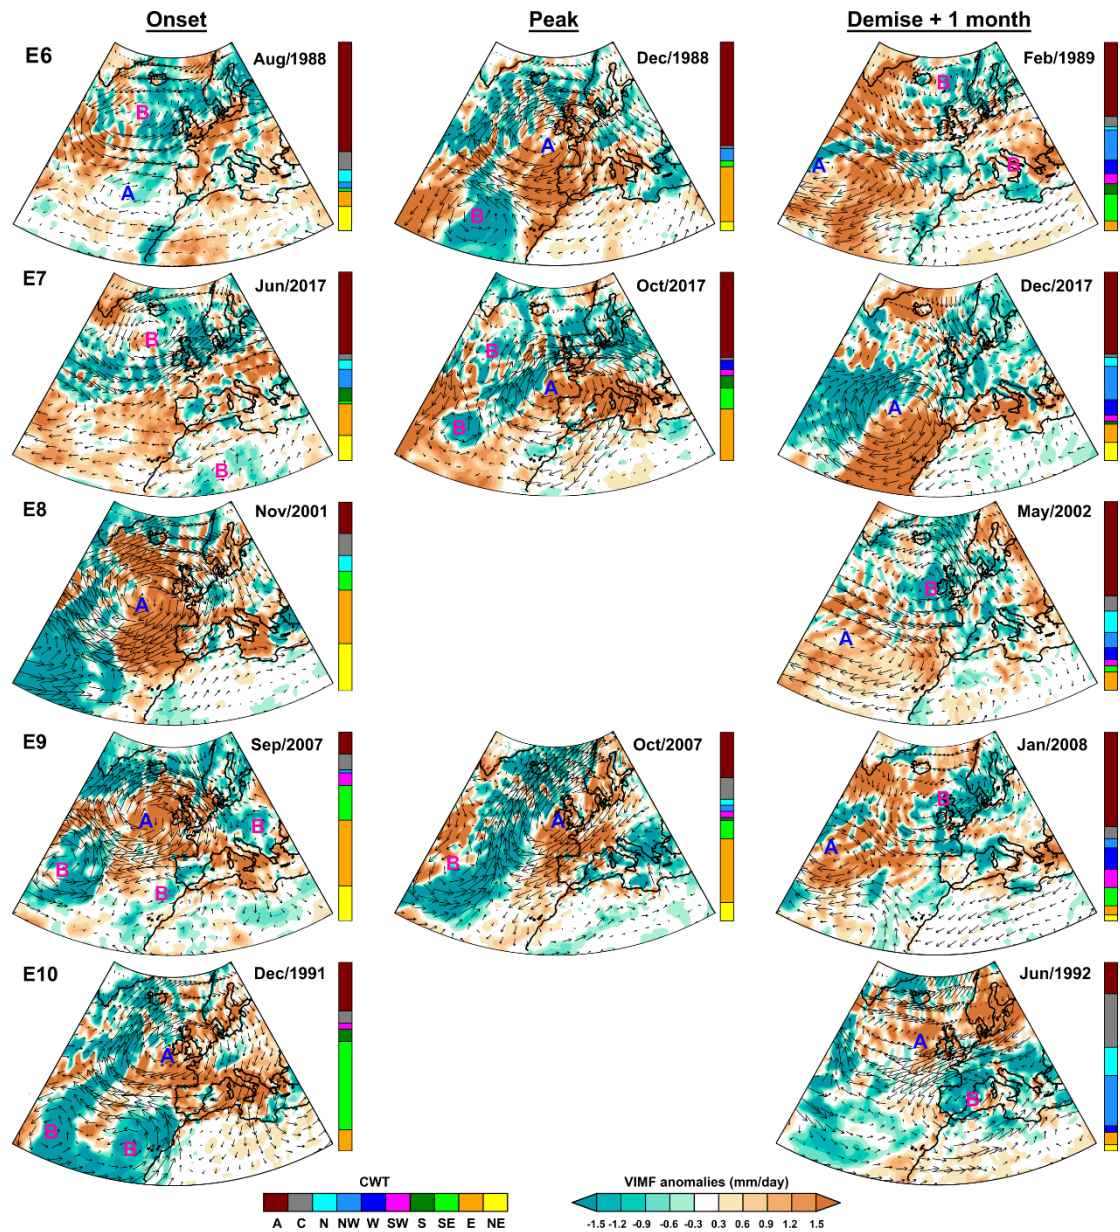 Onset Peak Demise + 1 month
E6 Aug/1988 Dec/1988 Feb/1989
B A
A B
B A B
E7 Jun/2017 Oct/2017 Dec/2017
B B
B A B
A
E8 Nov/2001 May/2002
A
B A
E9 Sep/2007 Oct/2007 Jan/2008
A B B B
A B
B A
E10 Dec/1991 Jun/1992
A B B
A B
CWT
A C N NW W SW S SE E NE
VIMF anomalies (mm/day)
-1.5 -1.2 -0.9 -0.6 -0.3 0.3 0.6 0.9 1.2 1.5